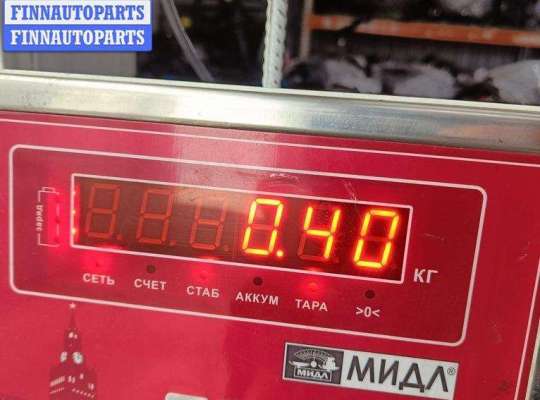 FINNAUTOPARTS
FINNAUTOPARTS
заряд
0.40
КГ
СЕТЬ СЧЕТ СТАБ АККУМ ТАРА >0<
МИДЛ
МИДЛ®